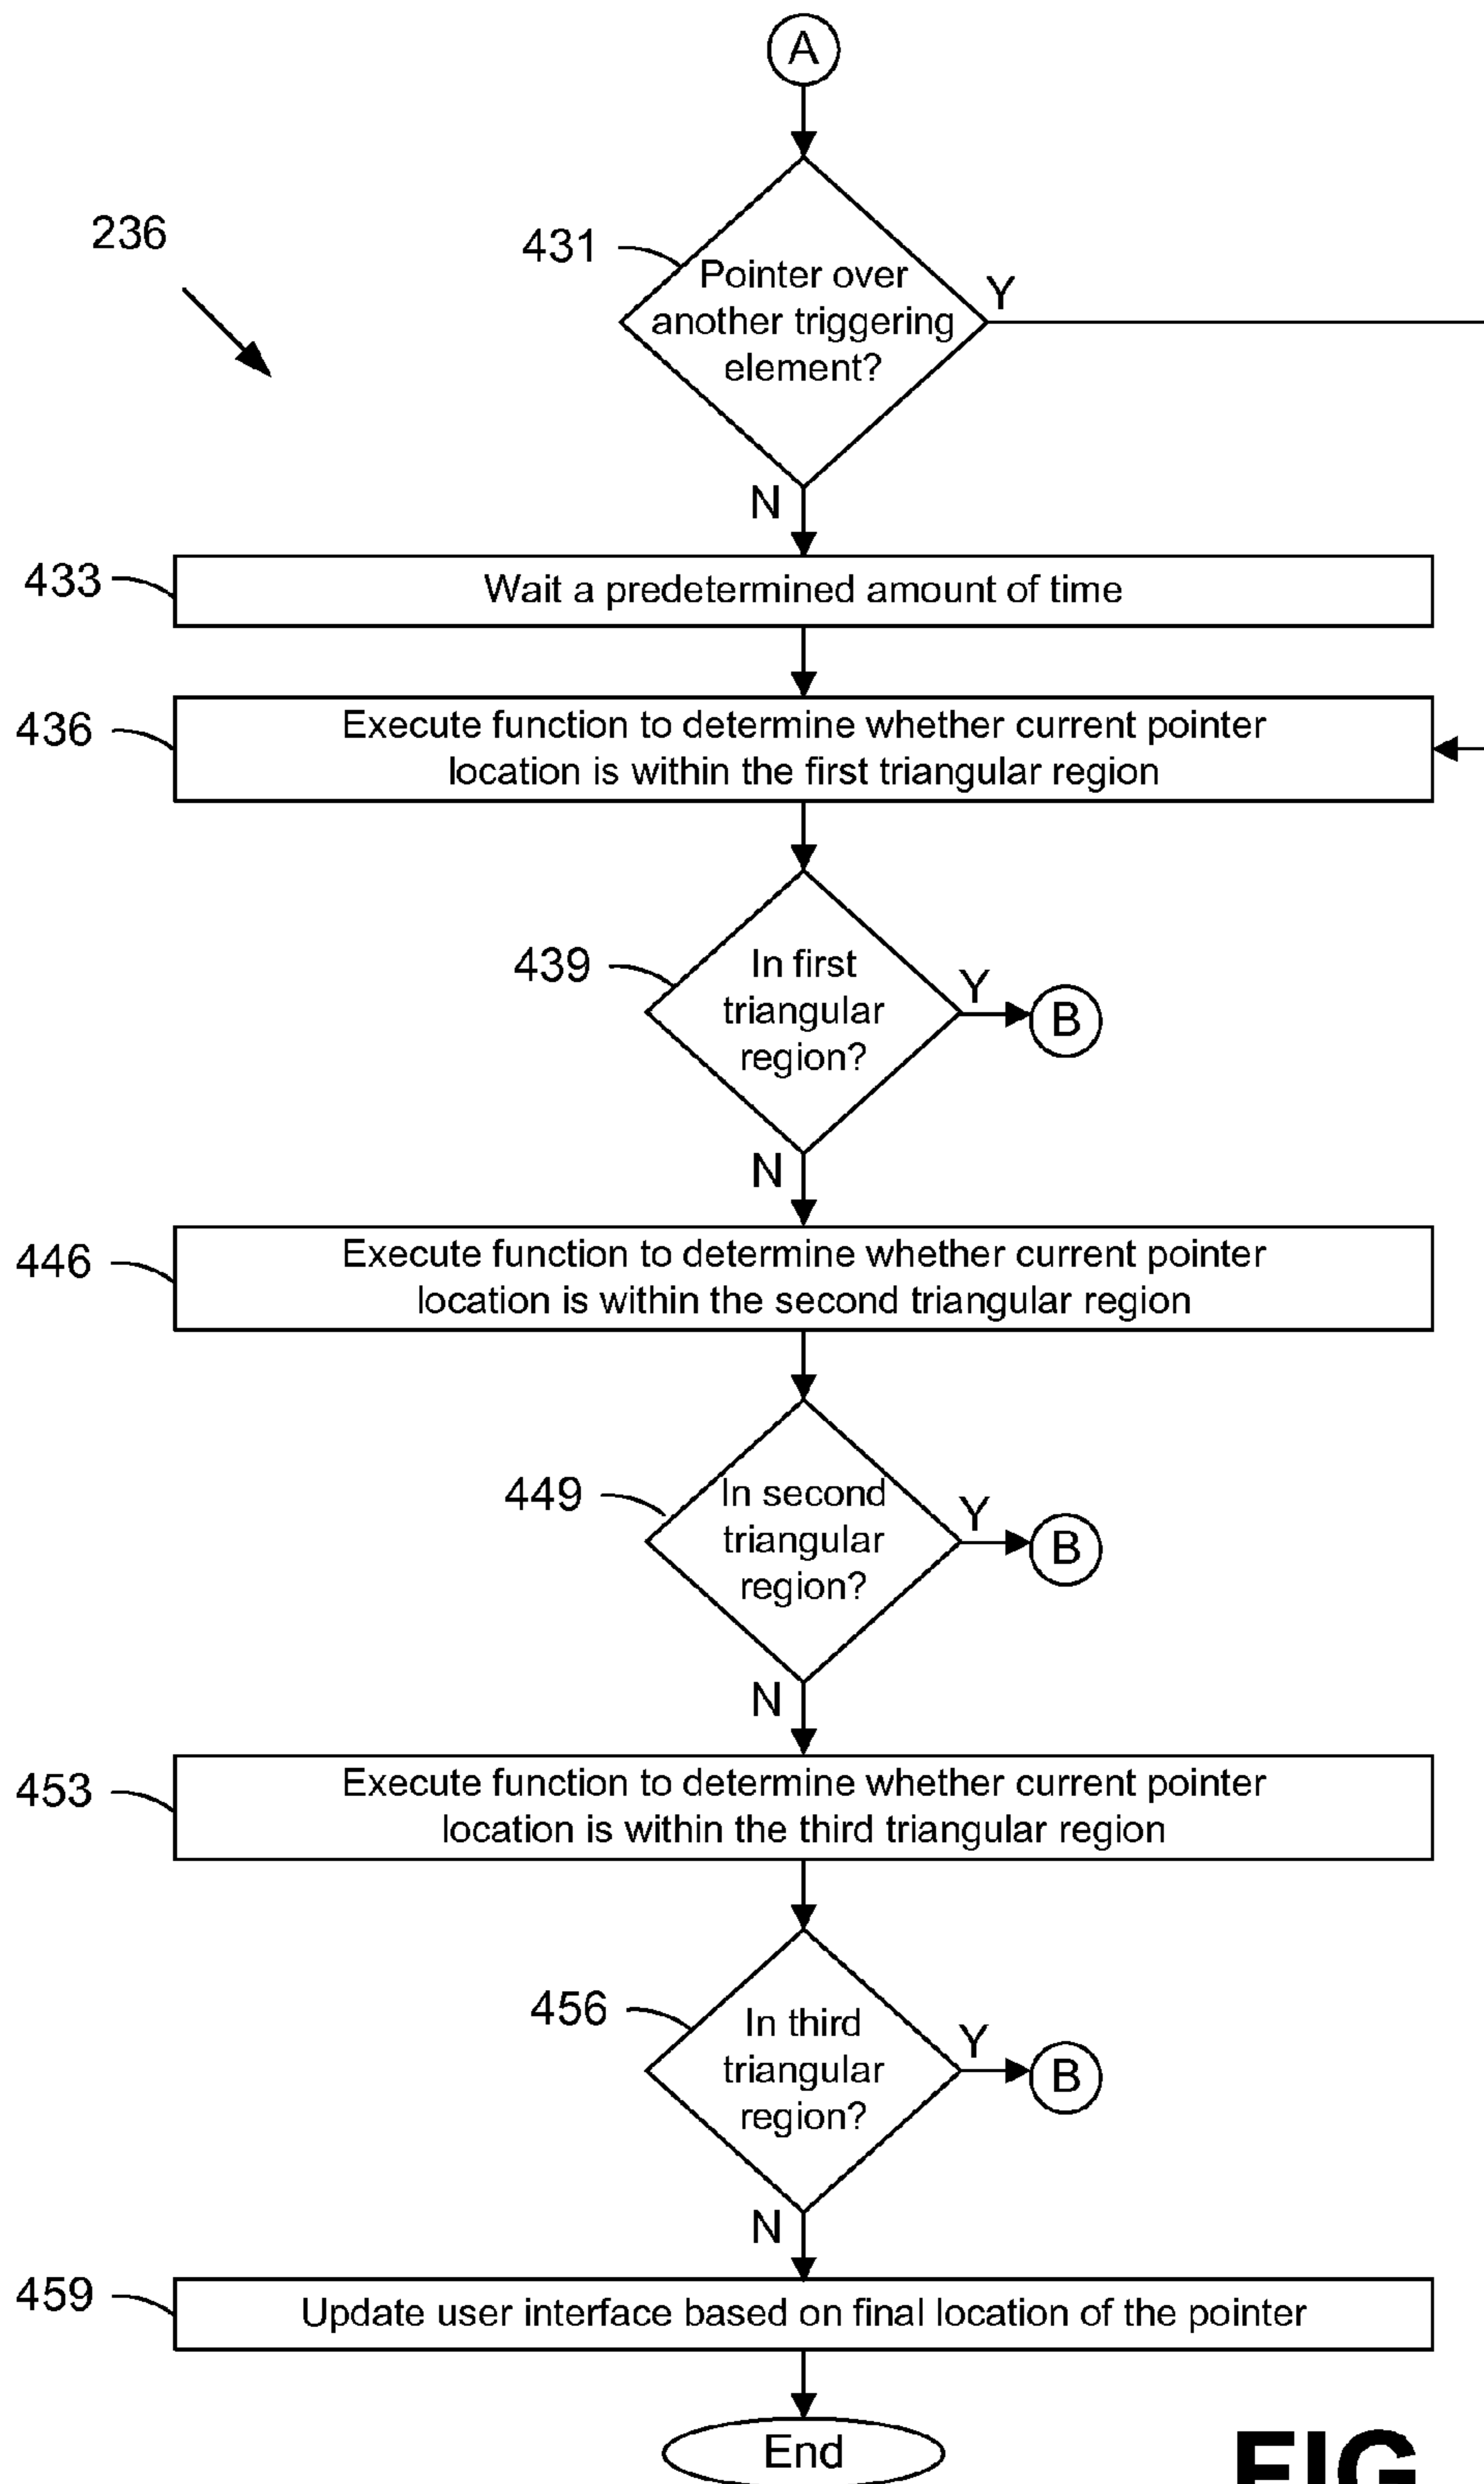 A
236
431
Pointer over
another triggering
element?
Y
N
433
Wait a predetermined amount of time
436
Execute function to determine whether current pointer
location is within the first triangular region
439
In first
triangular
region?
Y
B
N
446
Execute function to determine whether current pointer
location is within the second triangular region
449
In second
triangular
region?
Y
B
N
453
Execute function to determine whether current pointer
location is within the third triangular region
456
In third
triangular
region?
Y
B
N
459
Update user interface based on final location of the pointer
End
FIG